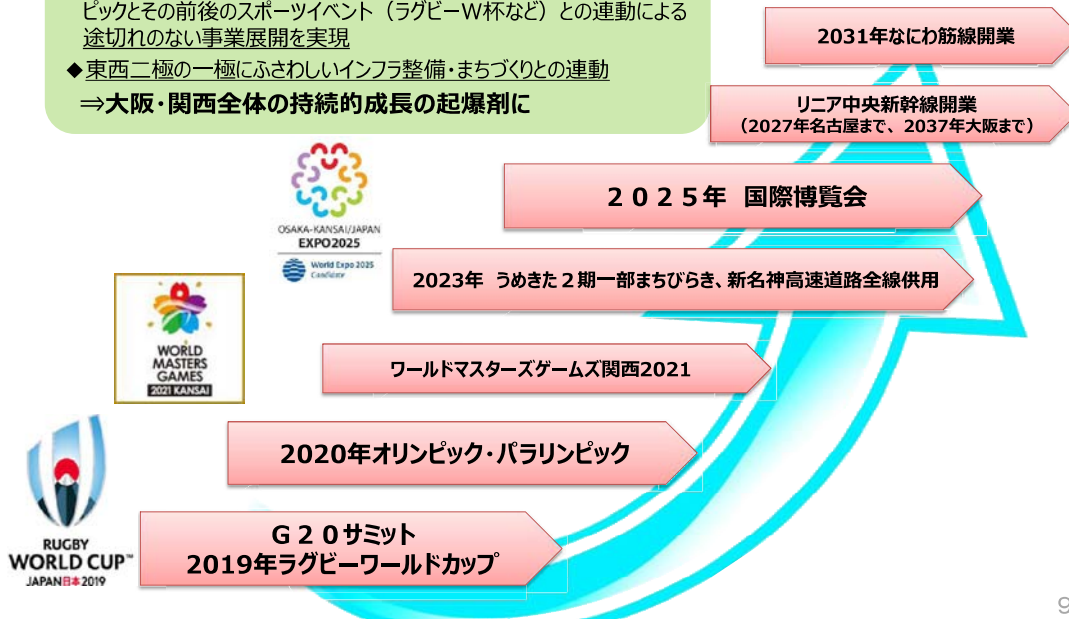 ピックとその前後のスポーツイベント（ラグビーＷ杯など）との連動による
途切れのない事業展開を実現
◆東西二極の一極にふさわしいインフラ整備・まちづくりとの連動
⇒大阪・関西全体の持続的成長の起爆剤に
2031年なにわ筋線開業
リニア中央新幹線開業
（2027年名古屋まで、2037年大阪まで）
２０２５年 国際博覧会
OSAKA-KANSAI/JAPAN
EXPO2025
World Expo 2025
Candidate
2023年 うめきた２期一部まちびらき、新名神高速道路全線供用
WORLD
MASTERS
GAMES
2021 KANSAI
ワールドマスターズゲームズ関西2021
2020年オリンピック・パラリンピック
RUGBY
WORLD CUP™
JAPAN日本2019
Ｇ２０サミット
2019年ラグビーワールドカップ
9